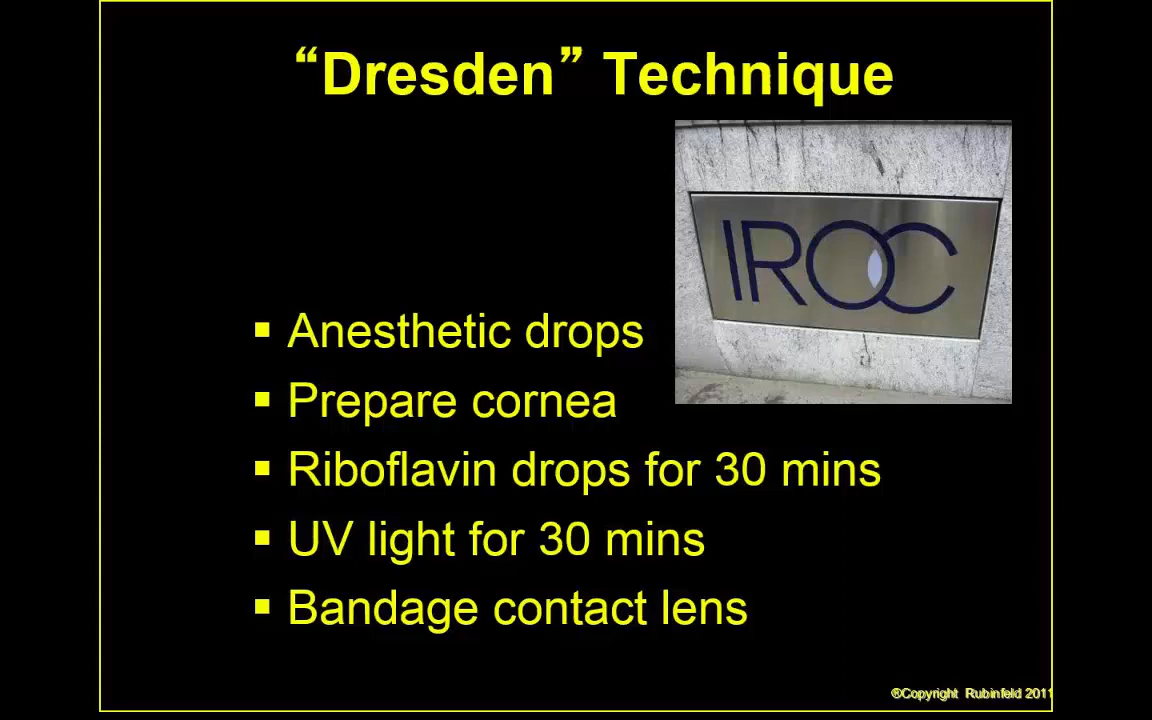 “Dresden” Technique
IROC
▪ Anesthetic drops
▪ Prepare cornea
▪ Riboflavin drops for 30 mins
▪ UV light for 30 mins
▪ Bandage contact lens
®Copyright Rubinfeld 2011